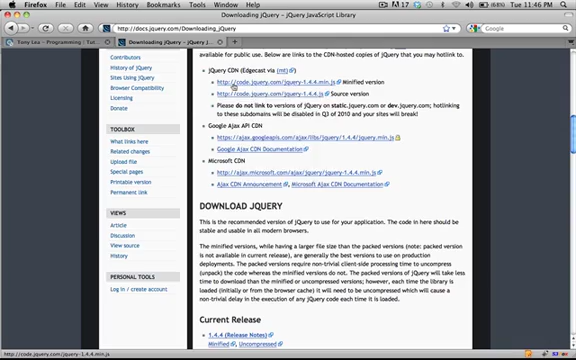 Firefox File Edit View History Bookmarks Tools Window Help
17
Tue 11:46 PM
Downloading jQuery – jQuery JavaScript Library
http://docs.jquery.com/Downloading_jQuery
Google
Tony Lea - Programming | Tut
Downloading jQuery – jQuery J
available for public use. Below are links to the CDN-hosted copies of jQuery that you may hotlink to.
Contributors
History of jQuery
Sites Using jQuery
Browser Compatibility
Licensing
Donate
jQuery CDN (Edgecast via (mt))
http://code.jquery.com/jquery-1.4.4.min.js Minified version
http://code.jquery.com/jquery-1.4.4.js Source version
Please do not link to versions of jQuery on static.jquery.com or dev.jquery.com; hotlinking
to these subdomains will be disabled in Q3 of 2010 and your sites will break!
Google Ajax API CDN
https://ajax.googleapis.com/ajax/libs/jquery/1.4.4/jquery.min.js
Google Ajax CDN Documentation
Microsoft CDN
http://ajax.microsoft.com/ajax/jquery/jquery-1.4.4.min.js
Ajax CDN Announcement, Microsoft Ajax CDN Documentation
TOOLBOX
What links here
Related changes
Upload file
Special pages
Printable version
Permanent link
VIEWS
Article
Discussion
View source
History
PERSONAL TOOLS
Log in / create account
DOWNLOAD JQUERY
This is the recommended version of jQuery to use for your application. The code in here should be
stable and usable in all modern browsers.
The minified versions, while having a larger file size than the packed versions (note: packed version
is not available in current release), are generally the best versions to use on production
deployments. The packed versions require non-trivial client-side processing time to uncompress
(unpack) the code whereas the minified versions do not. The packed versions of jQuery will take less
time to download than the minified or uncompressed versions; however, each time the library is
loaded (initially or from the browser cache) it will need to be uncompressed which will cause a
non-trivial delay in the execution of any jQuery code each time it is loaded.
Current Release
1.4.4 (Release Notes)
Minified, Uncompressed
http://code.jquery.com/jquery-1.4.4.min.js